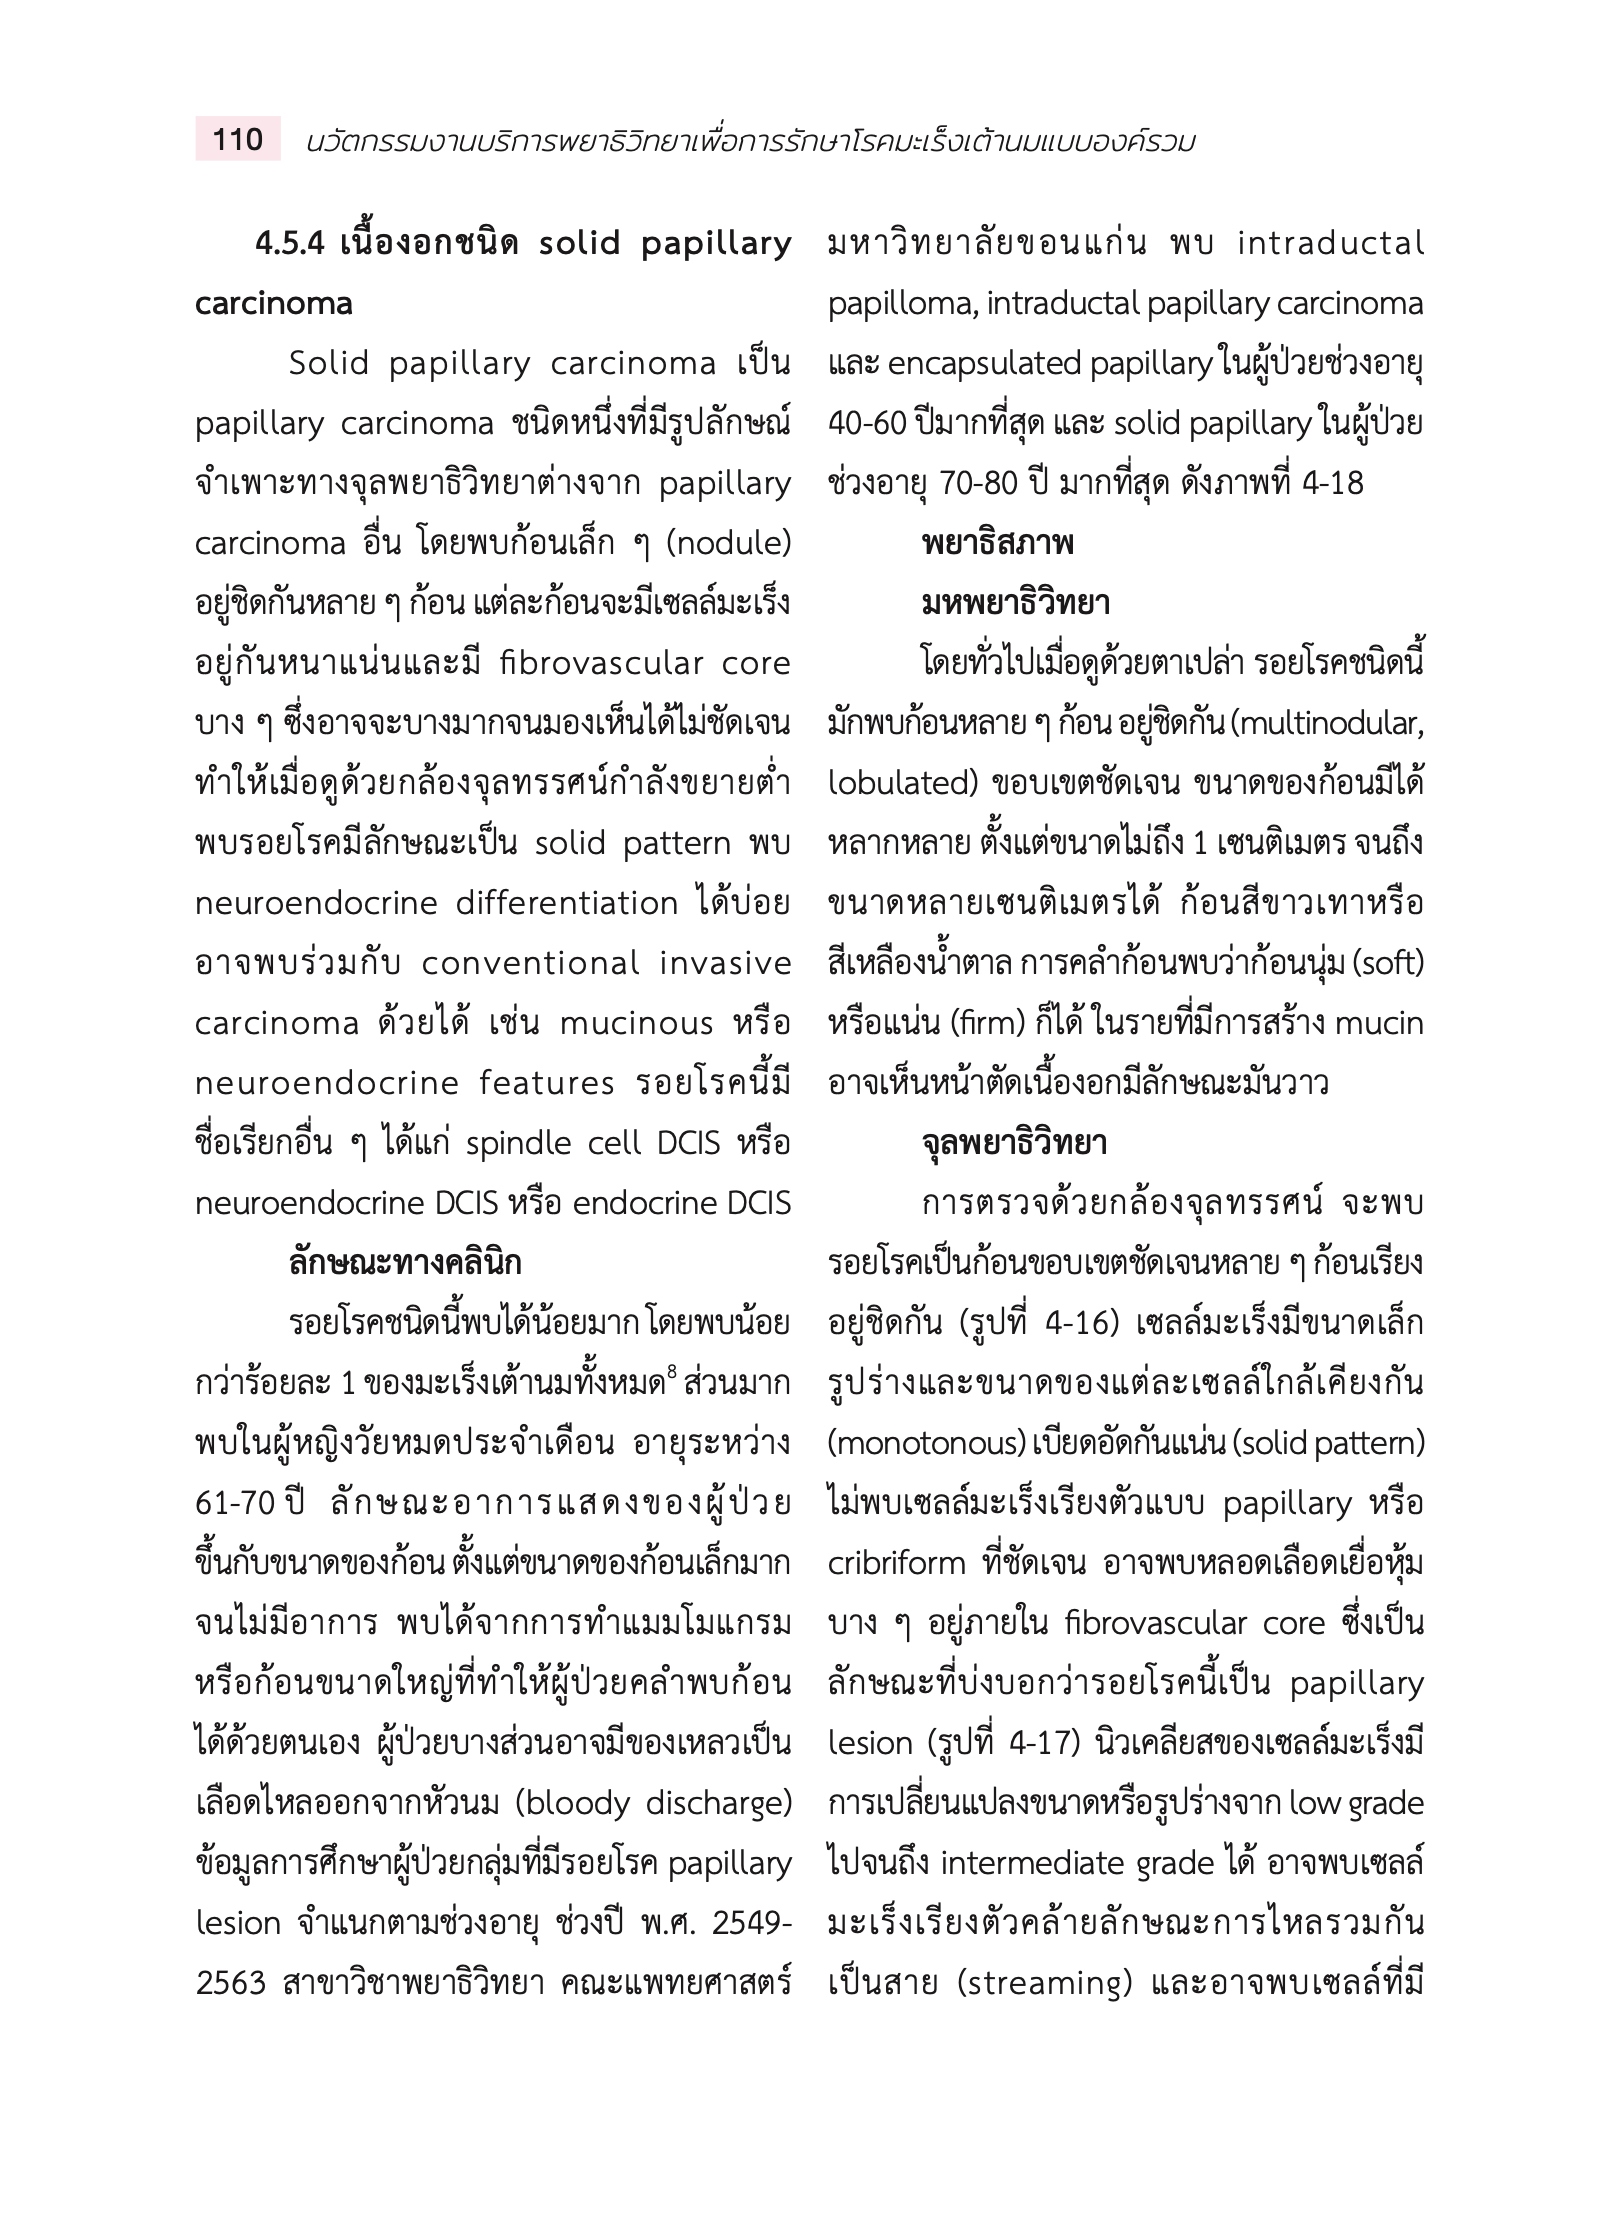 110 นวัตกรรมงานบริการพยาธิวิทยาเพื่อการรักษาโรคมะเร็งเต้านมแบบองค์รวม
4.5.4 เนื้องอกชนิด solid papillary
carcinoma
Solid papillary carcinoma เป็น
papillary carcinoma ชนิดหนึ่งที่มีรูปลักษณ์
จำเพาะทางจุลพยาธิวิทยาต่างจาก papillary
carcinoma อื่น โดยพบก้อนเล็ก ๆ (nodule)
อยู่ชิดกันหลาย ๆ ก้อน แต่ละก้อนจะมีเซลล์มะเร็ง
อยู่กันหนาแน่นและมี fibrovascular core
บาง ๆ ซึ่งอาจจะบางมากจนมองเห็นได้ไม่ชัดเจน
ทำให้เมื่อดูด้วยกล้องจุลทรรศน์กำลังขยายต่ำ
พบรอยโรคมีลักษณะเป็น solid pattern พบ
neuroendocrine differentiation ได้บ่อย
อาจพบร่วมกับ conventional invasive
carcinoma ด้วยได้ เช่น mucinous หรือ
neuroendocrine features รอยโรคนี้มี
ชื่อเรียกอื่น ๆ ได้แก่ spindle cell DCIS หรือ
neuroendocrine DCIS หรือ endocrine DCIS
ลักษณะทางคลินิก
รอยโรคชนิดนี้พบได้น้อยมาก โดยพบน้อย
กว่าร้อยละ 1 ของมะเร็งเต้านมทั้งหมด⁸ ส่วนมาก
พบในผู้หญิงวัยหมดประจำเดือน อายุระหว่าง
61-70 ปี ลักษณะอาการแสดงของผู้ป่วย
ขึ้นกับขนาดของก้อน ตั้งแต่ขนาดของก้อนเล็กมาก
จนไม่มีอาการ พบได้จากการทำแมมโมแกรม
หรือก้อนขนาดใหญ่ที่ทำให้ผู้ป่วยคลำพบก้อน
ได้ด้วยตนเอง ผู้ป่วยบางส่วนอาจมีของเหลวเป็น
เลือดไหลออกจากหัวนม (bloody discharge)
ข้อมูลการศึกษาผู้ป่วยกลุ่มที่มีรอยโรค papillary
lesion จำแนกตามช่วงอายุ ช่วงปี พ.ศ. 2549-
2563 สาขาวิชาพยาธิวิทยา คณะแพทยศาสตร์
มหาวิทยาลัยขอนแก่น พบ intraductal
papilloma, intraductal papillary carcinoma
และ encapsulated papillary ในผู้ป่วยช่วงอายุ
40-60 ปีมากที่สุด และ solid papillary ในผู้ป่วย
ช่วงอายุ 70-80 ปี มากที่สุด ดังภาพที่ 4-18
พยาธิสภาพ
มหพยาธิวิทยา
โดยทั่วไปเมื่อดูด้วยตาเปล่า รอยโรคชนิดนี้
มักพบก้อนหลาย ๆ ก้อน อยู่ชิดกัน (multinodular,
lobulated) ขอบเขตชัดเจน ขนาดของก้อนมีได้
หลากหลาย ตั้งแต่ขนาดไม่ถึง 1 เซนติเมตร จนถึง
ขนาดหลายเซนติเมตรได้ ก้อนสีขาวเทาหรือ
สีเหลืองน้ำตาล การคลำก้อนพบว่าก้อนนุ่ม (soft)
หรือแน่น (firm) ก็ได้ ในรายที่มีการสร้าง mucin
อาจเห็นหน้าตัดเนื้องอกมีลักษณะมันวาว
จุลพยาธิวิทยา
การตรวจด้วยกล้องจุลทรรศน์ จะพบ
รอยโรคเป็นก้อนขอบเขตชัดเจนหลาย ๆ ก้อนเรียง
อยู่ชิดกัน (รูปที่ 4-16) เซลล์มะเร็งมีขนาดเล็ก
รูปร่างและขนาดของแต่ละเซลล์ใกล้เคียงกัน
(monotonous) เบียดอัดกันแน่น (solid pattern)
ไม่พบเซลล์มะเร็งเรียงตัวแบบ papillary หรือ
cribriform ที่ชัดเจน อาจพบหลอดเลือดเยื่อหุ้ม
บาง ๆ อยู่ภายใน fibrovascular core ซึ่งเป็น
ลักษณะที่บ่งบอกว่ารอยโรคนี้เป็น papillary
lesion (รูปที่ 4-17) นิวเคลียสของเซลล์มะเร็งมี
การเปลี่ยนแปลงขนาดหรือรูปร่างจาก low grade
ไปจนถึง intermediate grade ได้ อาจพบเซลล์
มะเร็งเรียงตัวคล้ายลักษณะการไหลรวมกัน
เป็นสาย (streaming) และอาจพบเซลล์ที่มี